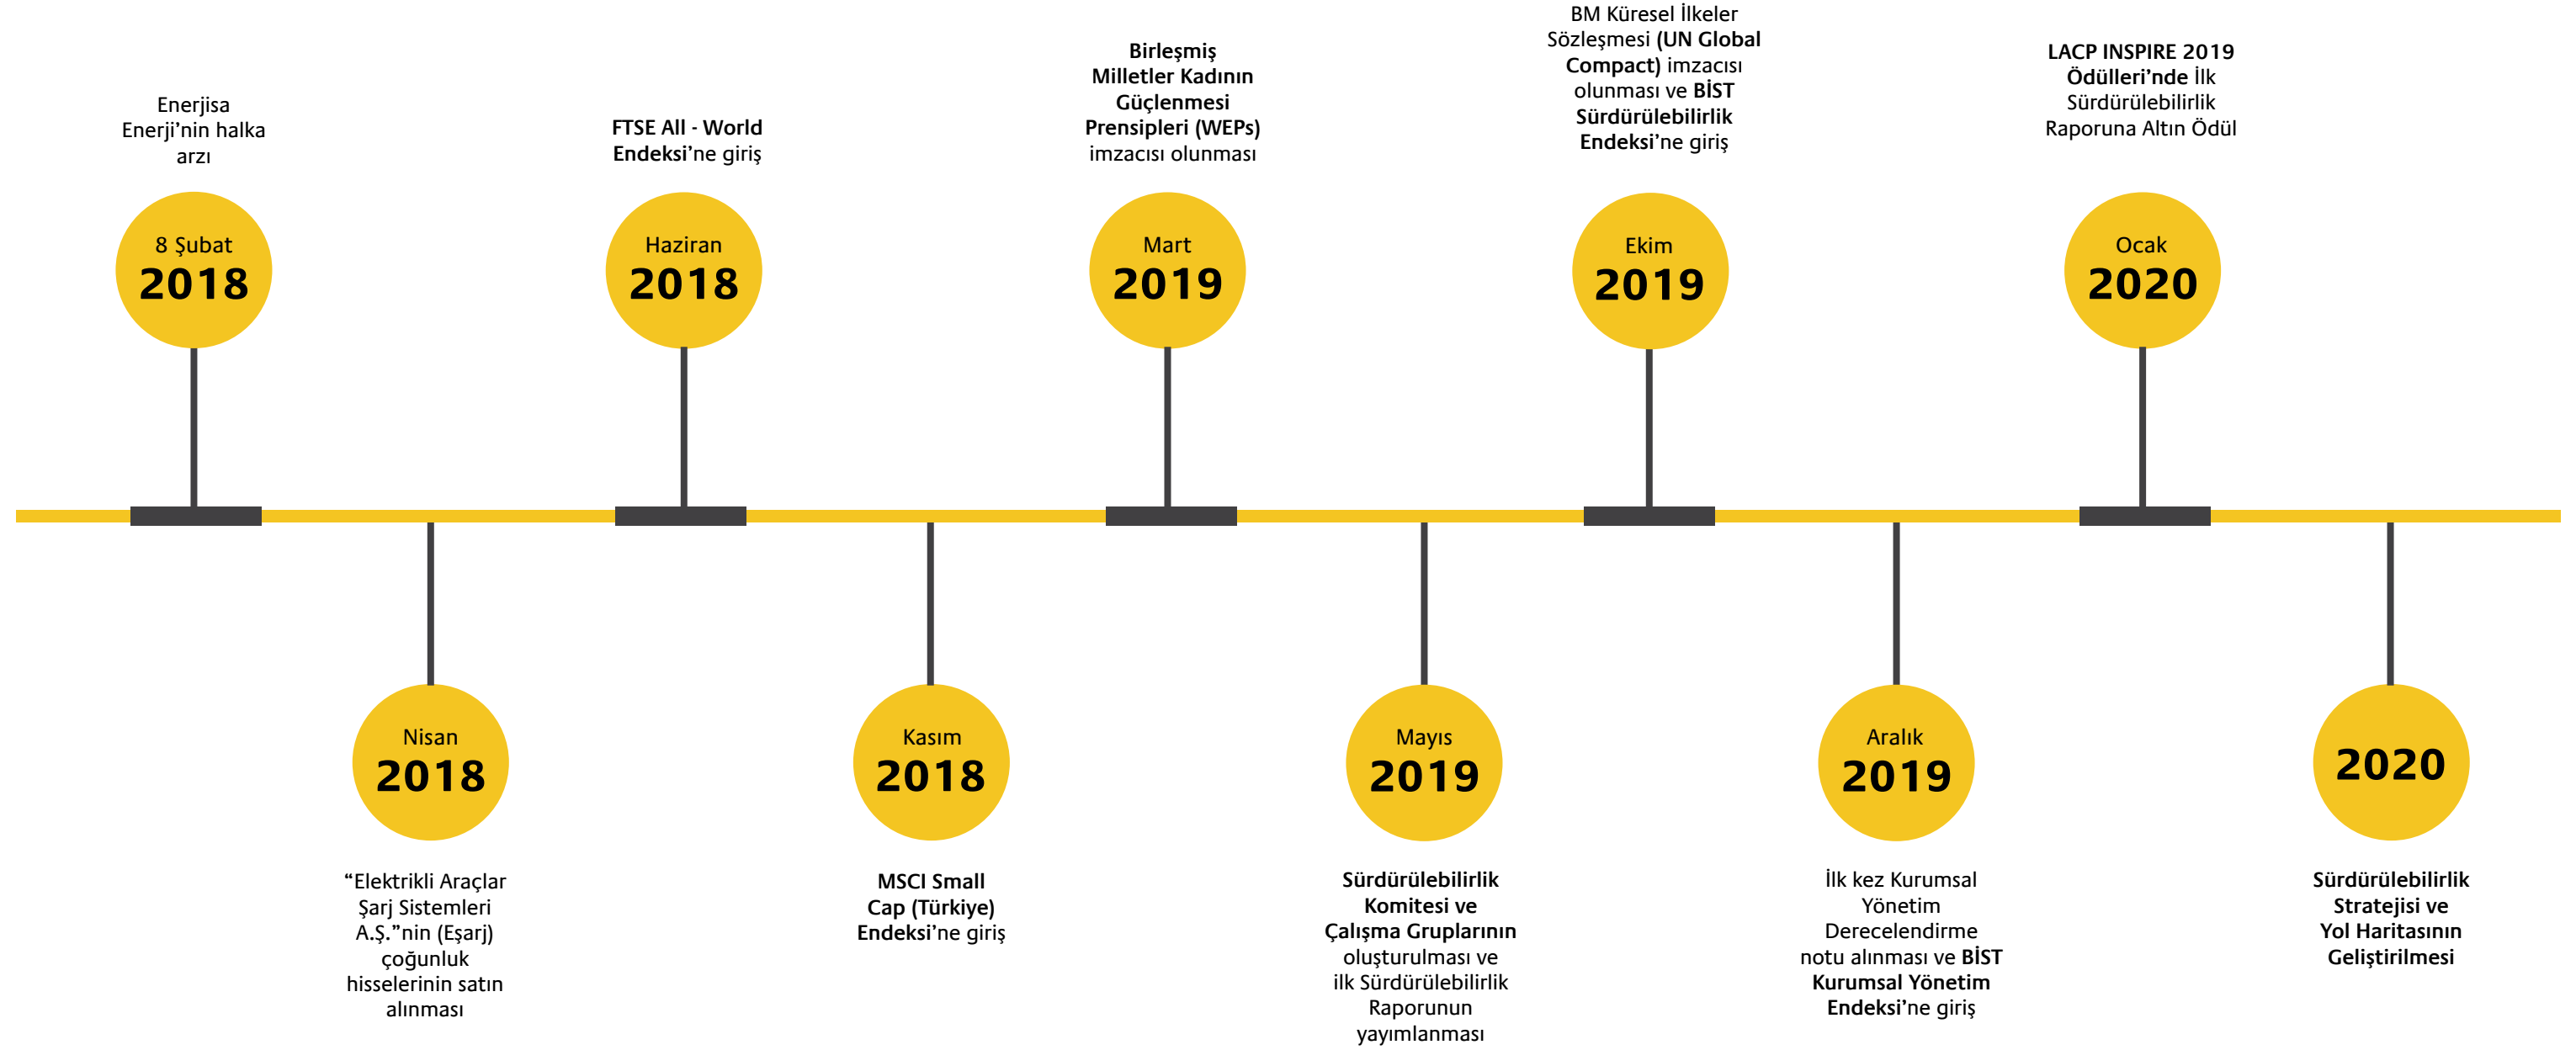 Enerjisa
Enerji’nin halka
arzı
8 Şubat
2018
“Elektrikli Araçlar
Şarj Sistemleri
A.Ş.”nin (Eşarj)
çoğunluk
hisselerinin satın
alınması
Nisan
2018
FTSE All - World
Endeksi’ne giriş
Haziran
2018
MSCI Small
Cap (Türkiye)
Endeksi’ne giriş
Kasım
2018
Birleşmiş
Milletler Kadının
Güçlenmesi
Prensipleri (WEPs)
imzacısı olunması
Mart
2019
Mayıs
2019
Sürdürülebilirlik
Komitesi ve
Çalışma Gruplarının
oluşturulması ve
ilk Sürdürülebilirlik
Raporunun
yayımlanması
BM Küresel İlkeler
Sözleşmesi (UN Global
Compact) imzacısı
olunması ve BİST
Sürdürülebilirlik
Endeksi’ne giriş
Ekim
2019
Aralık
2019
İlk kez Kurumsal
Yönetim
Derecelendirme
notu alınması ve BİST
Kurumsal Yönetim
Endeksi’ne giriş
LACP INSPIRE 2019
Ödülleri’nde İlk
Sürdürülebilirlik
Raporuna Altın Ödül
Ocak
2020
2020
Sürdürülebilirlik
Stratejisi ve
Yol Haritasının
Geliştirilmesi